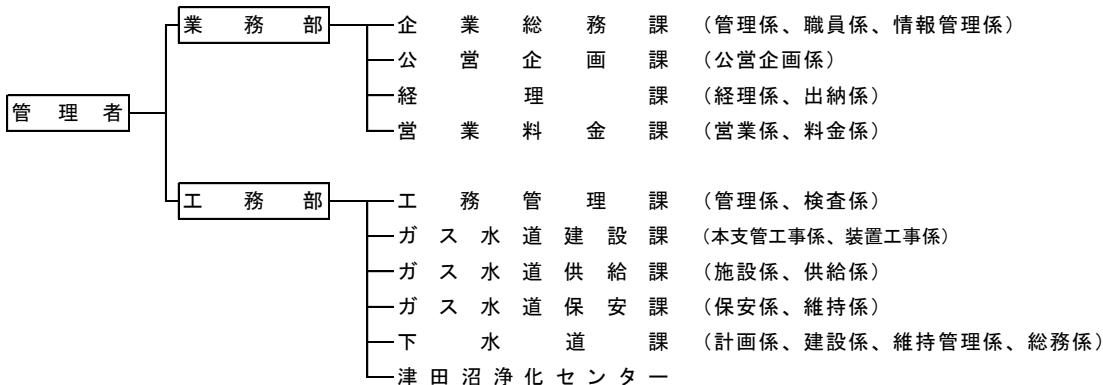 業務部 企業総務課 (管理係、職員係、情報管理係)
公営企画課 (公営企画係)
経理課 (経理係、出納係)
管理者
営業料金課 (営業係、料金係)
工務部 工務管理課 (管理係、検査係)
ガス水道建設課 (本支管工事係、装置工事係)
ガス水道供給課 (施設係、供給係)
ガス水道保安課 (保安係、維持係)
下水道課 (計画係、建設係、維持管理係、総務係)
津田沼浄化センター